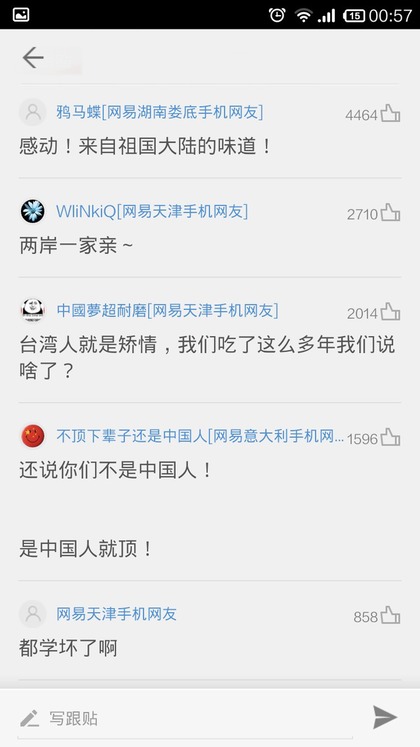 15 00:57
鸦马蝶[网易湖南娄底手机网友]
4464
感动！来自祖国大陆的味道！
WliNkiQ[网易天津手机网友]
2710
两岸一家亲～
中國夢超耐磨[网易天津手机网友]
2014
台湾人就是矫情，我们吃了这么多年我们说
啥了？
不顶下辈子还是中国人[网易意大利手机网...
1596
还说你们不是中国人！
是中国人就顶！
网易天津手机网友
858
都学坏了啊
写跟贴